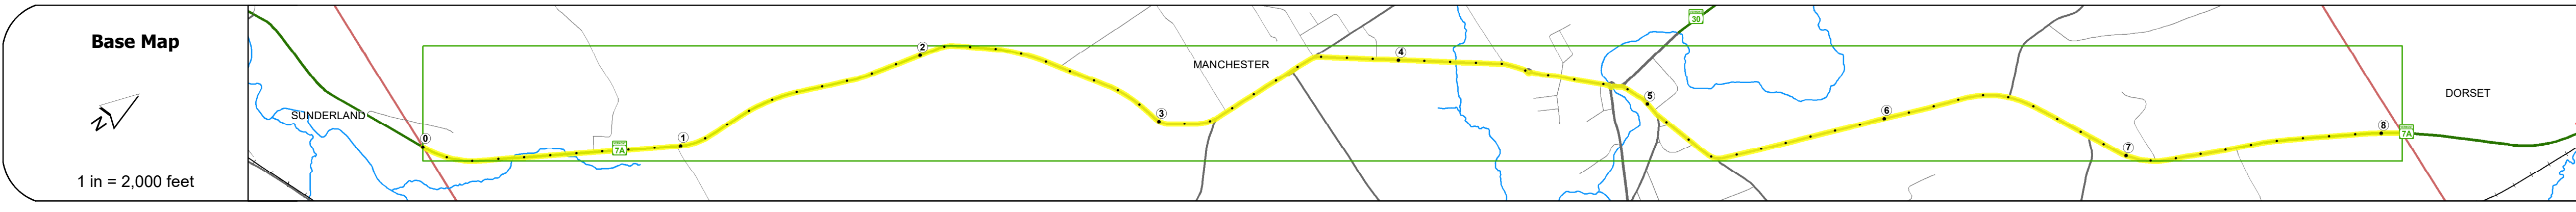 Base Map
N
1 in = 2,000 feet
SUNDERLAND
0
7A
1
2
3
MANCHESTER
4
30
5
6
7
8
7A
DORSET